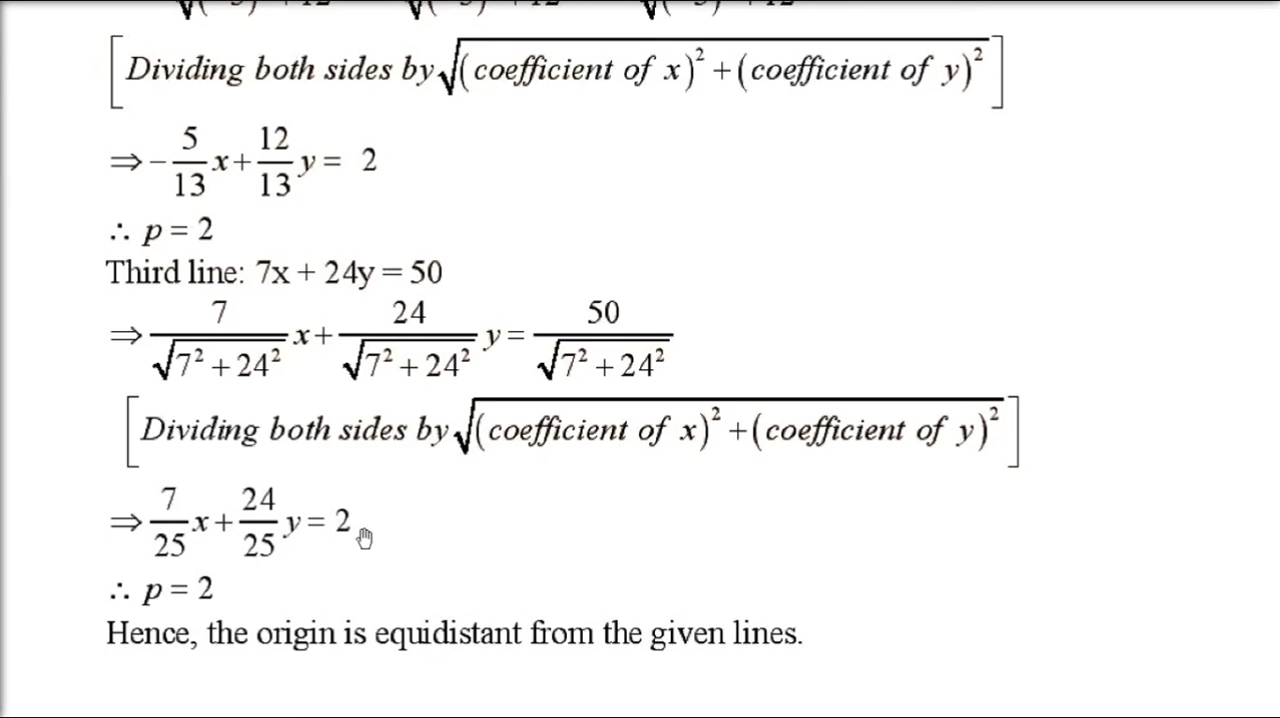 [Dividing both sides by √(coefficient of x)² + (coefficient of y)²]
⇒ -5/13 x + 12/13 y = 2
∴ p = 2
Third line: 7x + 24y = 50
⇒ 7/√(7² + 24²) x + 24/√(7² + 24²) y = 50/√(7² + 24²)
[Dividing both sides by √(coefficient of x)² + (coefficient of y)²]
⇒ 7/25 x + 24/25 y = 2
∴ p = 2
Hence, the origin is equidistant from the given lines.